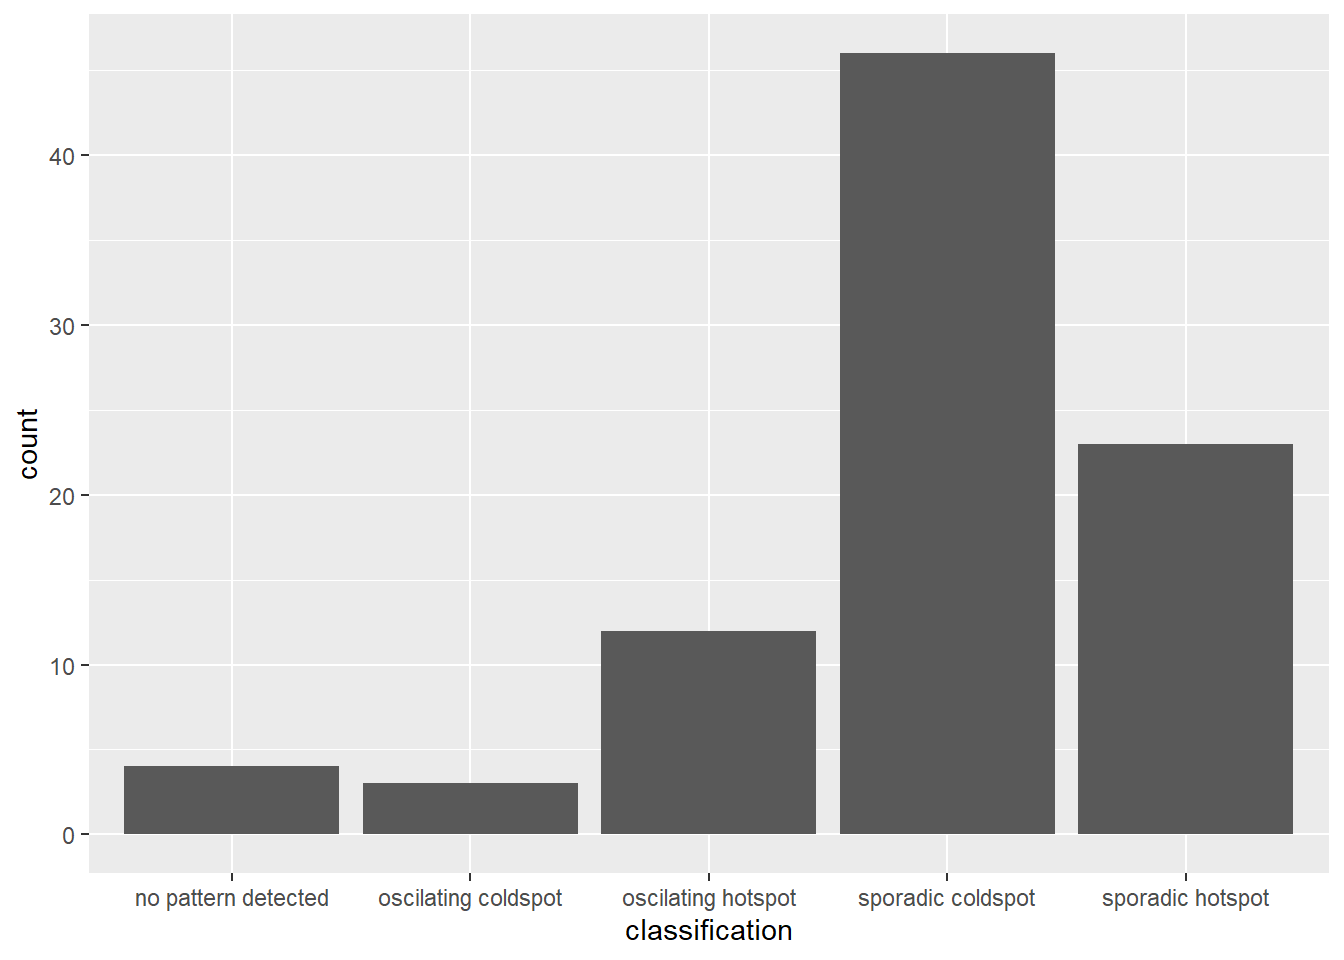 count
40
30
20
10
0
no pattern detected
oscilating coldspot
oscilating hotspot
sporadic coldspot
sporadic hotspot
classification